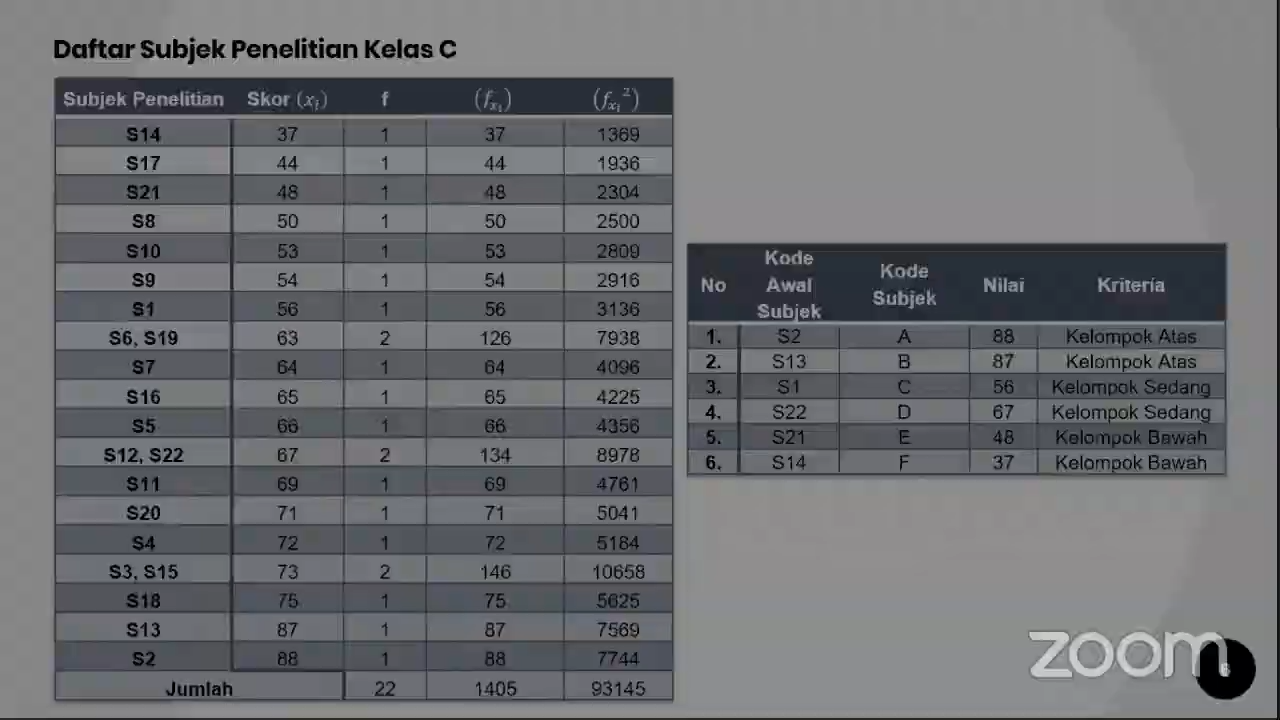 Daftar Subjek Penelitian Kelas C
Subjek Penelitian Skor (xᵢ) f (fₓᵢ) (fₓᵢ²)
S14 37 1 37 1369
S17 44 1 44 1936
S21 48 1 48 2304
S8 50 1 50 2500
S10 53 1 53 2809
S9 54 1 54 2916
S1 56 1 56 3136
S6, S19 63 2 126 7938
S7 64 1 64 4096
S16 65 1 65 4225
S5 66 1 66 4356
S12, S22 67 2 134 8978
S11 69 1 69 4761
S20 71 1 71 5041
S4 72 1 72 5184
S3, S15 73 2 146 10658
S18 75 1 75 5625
S13 87 1 87 7569
S2 88 1 88 7744
Jumlah 22 1405 93145
No Kode Awal Subjek Kode Subjek Nilai Kriteria
1. S2 A 88 Kelompok Atas
2. S13 B 87 Kelompok Atas
3. S1 C 56 Kelompok Sedang
4. S22 D 67 Kelompok Sedang
5. S21 E 48 Kelompok Bawah
6. S14 F 37 Kelompok Bawah
zoom